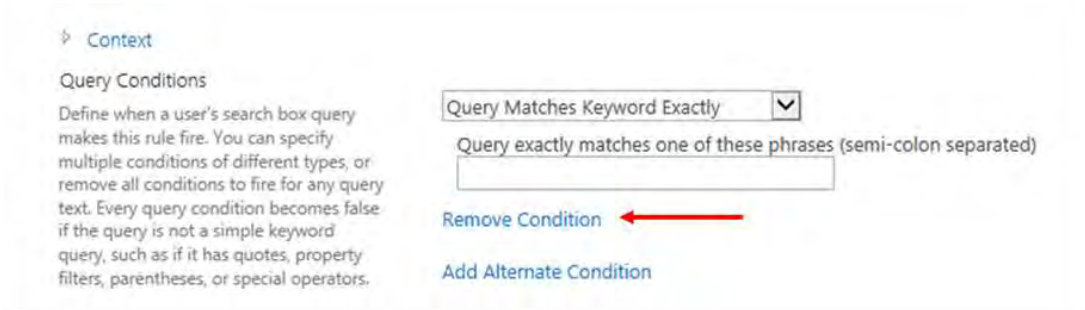 Context
Query Conditions
Define when a user's search box query
makes this rule fire. You can specify
multiple conditions of different types, or
remove all conditions to fire for any query
text. Every query condition becomes false
if the query is not a simple keyword
query, such as if it has quotes, property
filters, parentheses, or special operators.
Query Matches Keyword Exactly
Query exactly matches one of these phrases (semi-colon separated)
Remove Condition
Add Alternate Condition